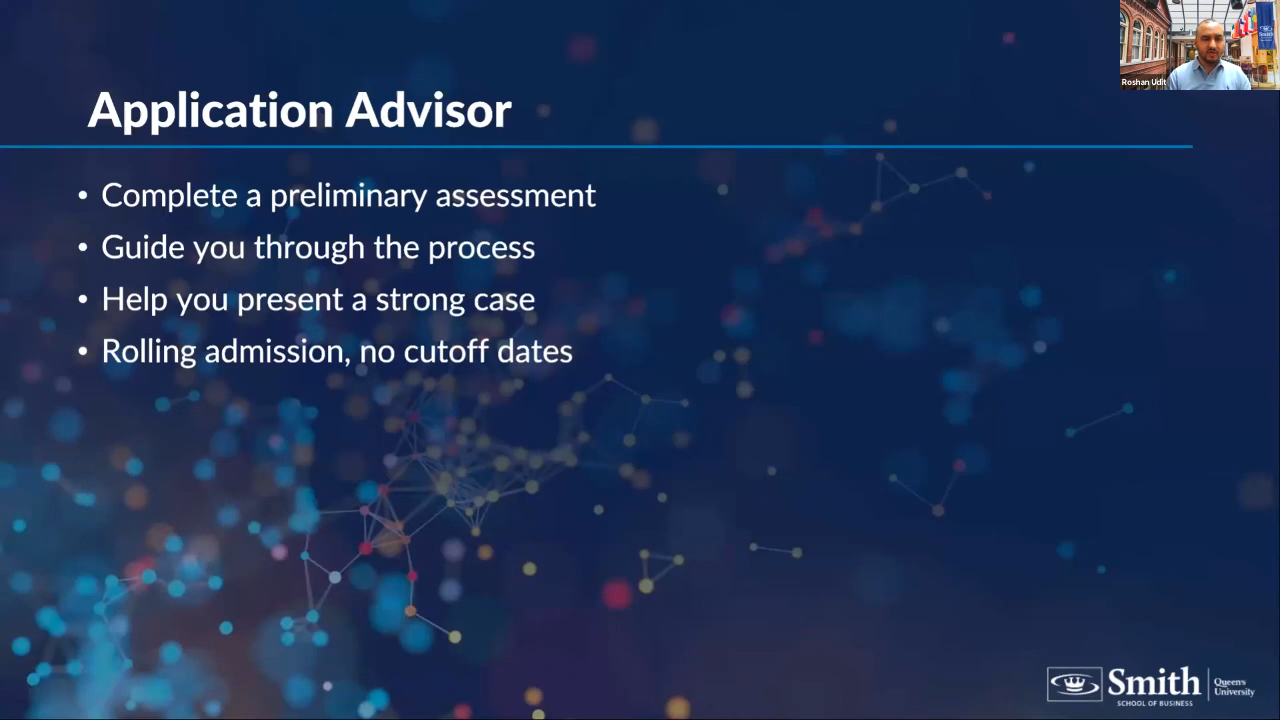 Application Advisor
• Complete a preliminary assessment
• Guide you through the process
• Help you present a strong case
• Rolling admission, no cutoff dates
Roshan Udit
Smith
SCHOOL OF BUSINESS
Queen's
University
Smith